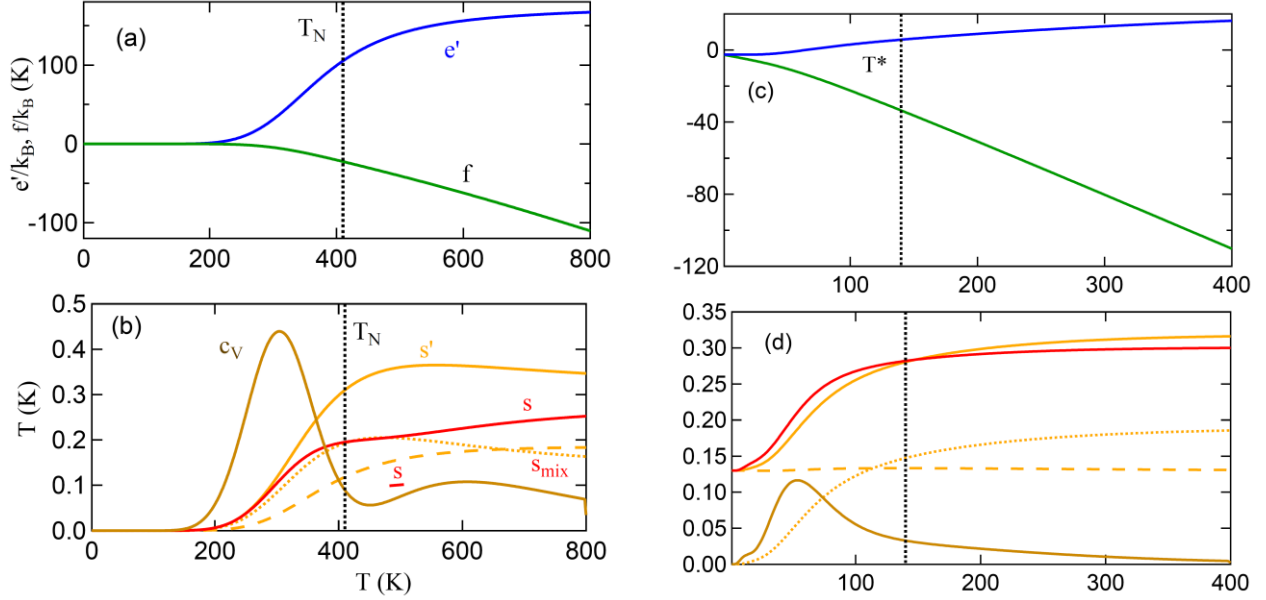 (a)
T_N
e'
100
0
-100
e'/k_B, f/k_B (K)
f
0 200 400 600 800
0
-40
-80
-120
T*
(c)
100 200 300 400
(b)
0.5
0.4
0.3
0.2
0.1
0.0
T (K)
c_V
T_N
s'
s
s
s_mix
0 200 400 600 800
T (K)
0.35
0.30
0.25
0.20
0.15
0.10
0.05
0.00
(d)
100 200 300 400